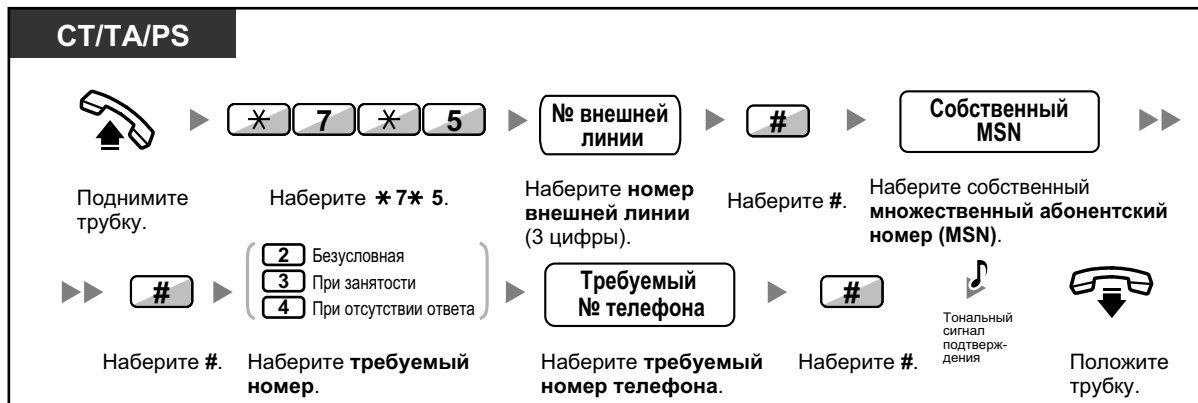 CT/TA/PS
✳ 7 ✳ 5
№ внешней
линии
#
Собственный
MSN
Поднимите
трубку.
Наберите ✳7✳ 5.
Наберите номер
внешней линии
(3 цифры).
Наберите #.
Наберите собственный
множественный абонентский
номер (MSN).
#
2 Безусловная
3 При занятости
4 При отсутствии ответа
Требуемый
№ телефона
#
Тональный
сигнал
подтверж-
дения
Наберите #.
Наберите требуемый
номер.
Наберите требуемый
номер телефона.
Наберите #.
Положите
трубку.